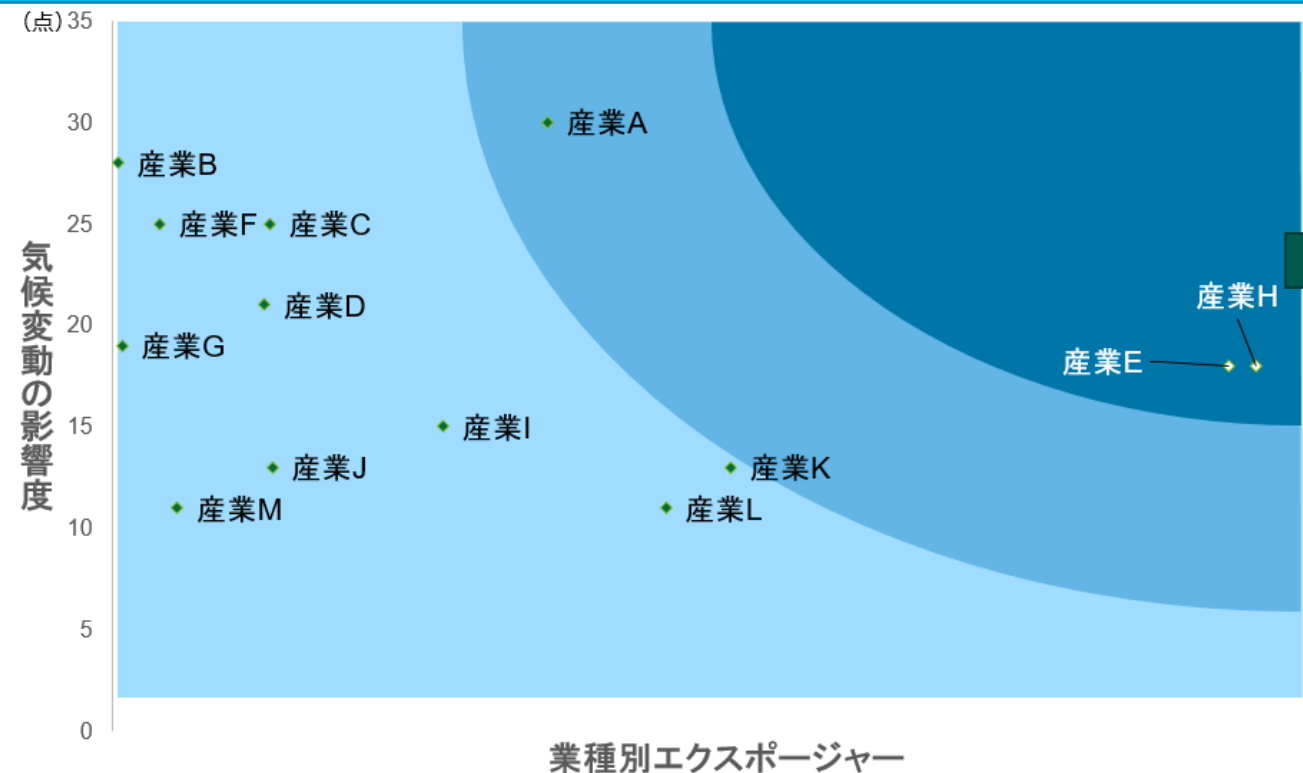 (点)
35
30
25
20
15
10
5
0
気候変動の影響度
産業A
産業B
産業F
産業C
産業D
産業G
産業H
産業E
産業I
産業J
産業K
産業M
産業L
業種別エクスポージャー